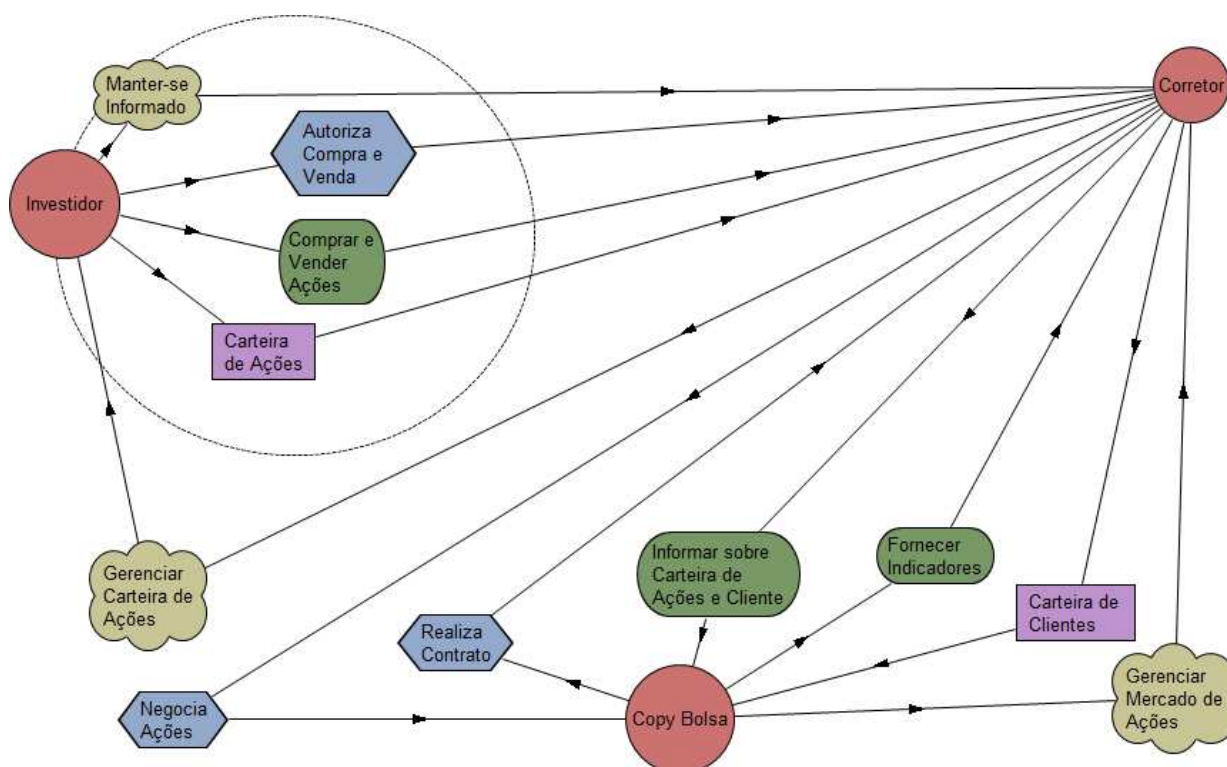 Manter-se
Informado
Corretor
Autoriza
Compra e
Venda
Investidor
Comprar e
Vender
Ações
Carteira
de Ações
Gerenciar
Carteira de
Ações
Informar sobre
Carteira de
Ações e Cliente
Fornecer
Indicadores
Carteira de
Clientes
Realiza
Contrato
Negocia
Ações
Copy Bolsa
Gerenciar
Mercado de
Ações